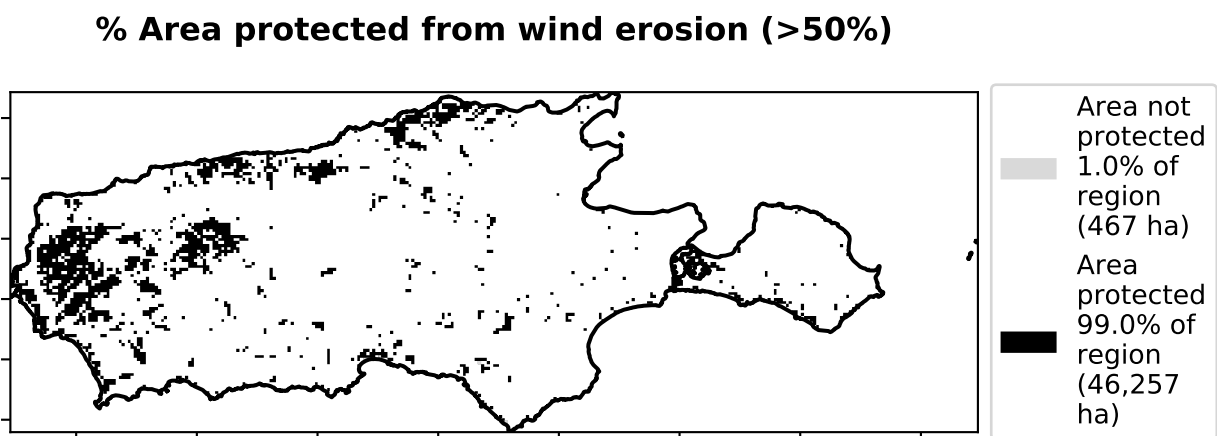 % Area protected from wind erosion (>50%)
Area not
protected
1.0% of
region
(467 ha)
Area
protected
99.0% of
region
(46,257
ha)